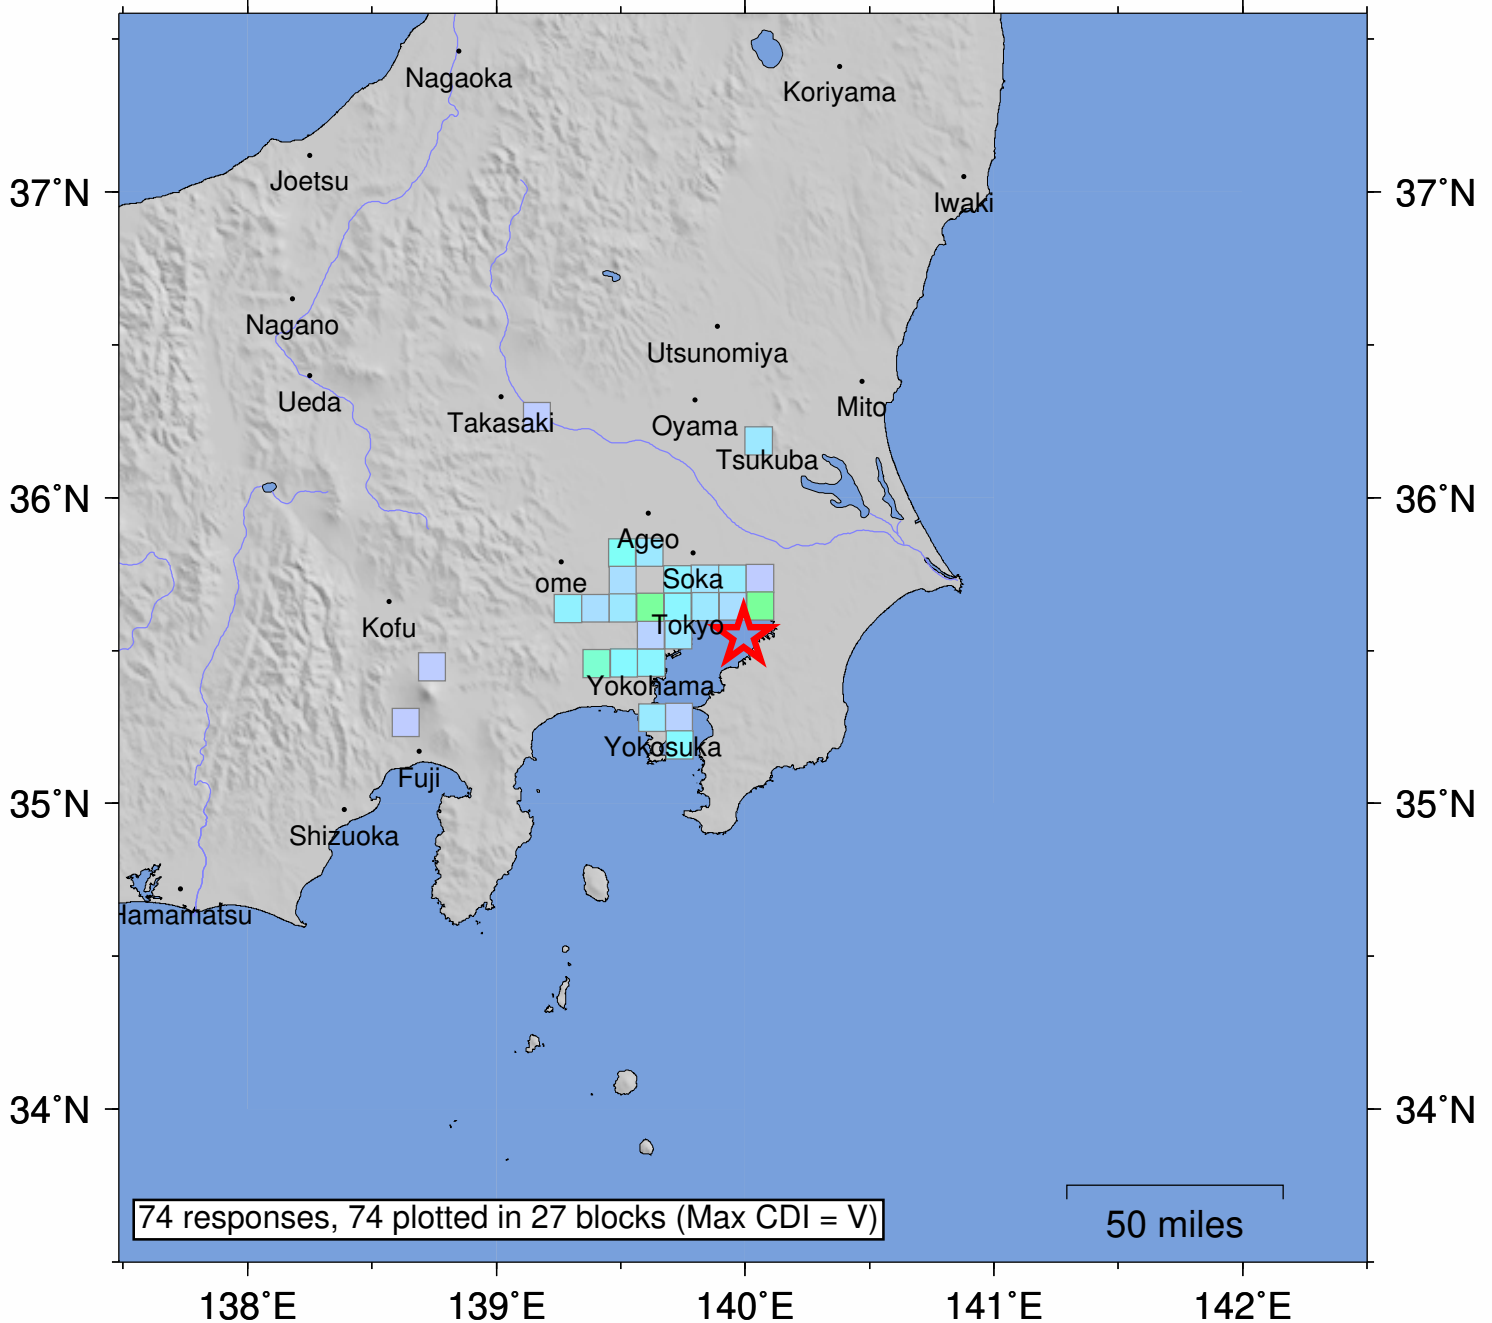 Nagaoka
Koriyama
Joetsu
37°N
37°N
Iwaki
Nagano
Utsunomiya
Ueda
Takasaki
Oyama
Mito
Tsukuba
36°N
36°N
Ageo
ome
Soka
Kofu
Tokyo
Yokohama
Yokosuka
Fuji
35°N
35°N
Shizuoka
Hamamatsu
34°N
34°N
74 responses, 74 plotted in 27 blocks (Max CDI = V)
50 miles
138°E
139°E
140°E
141°E
142°E